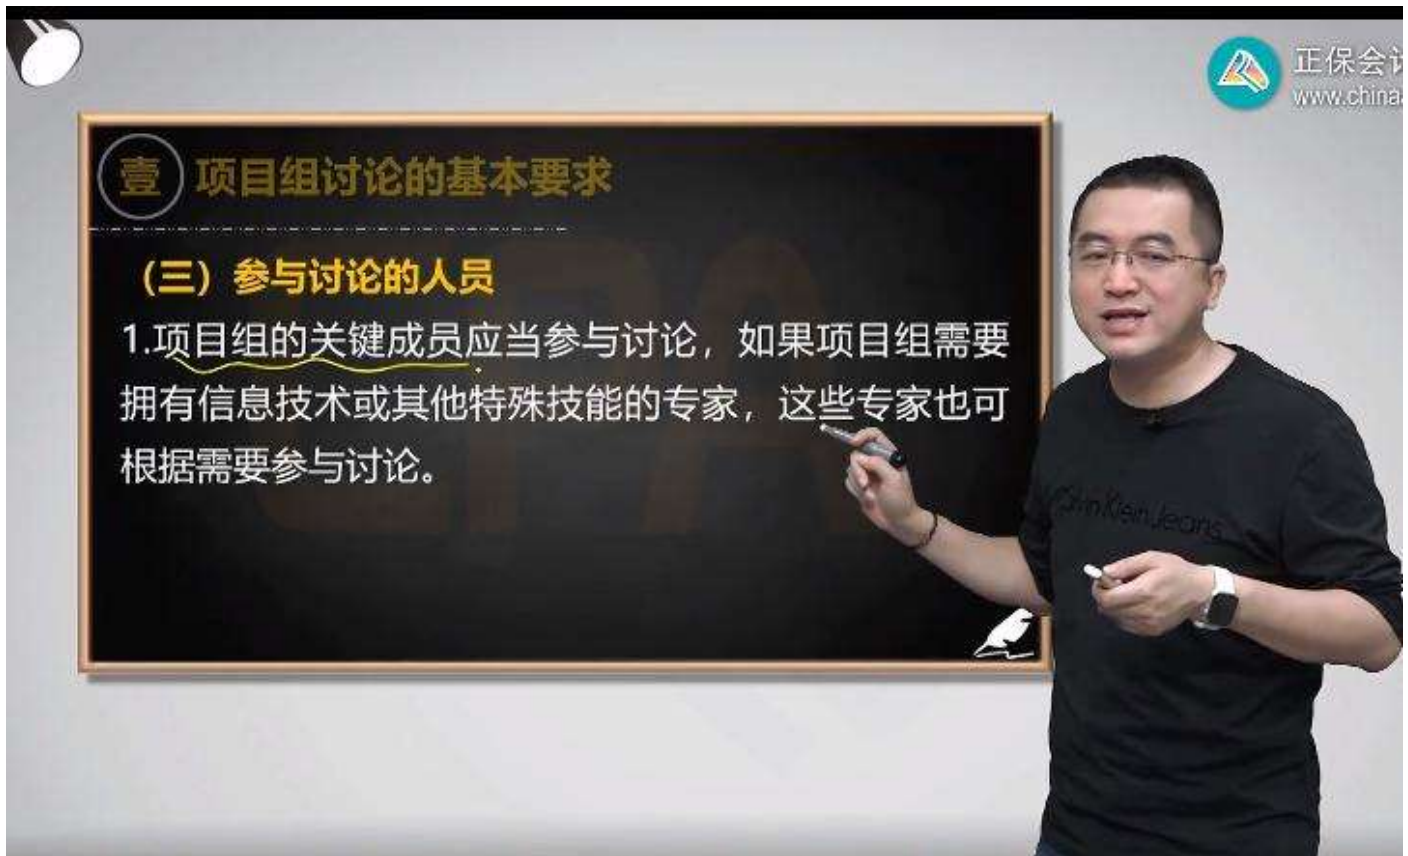 正保会计
www.china
壹 项目组讨论的基本要求
（三）参与讨论的人员
1.项目组的关键成员应当参与讨论，如果项目组需要
拥有信息技术或其他特殊技能的专家，这些专家也可
根据需要参与讨论。
Calvin Klein Jeans
CPA